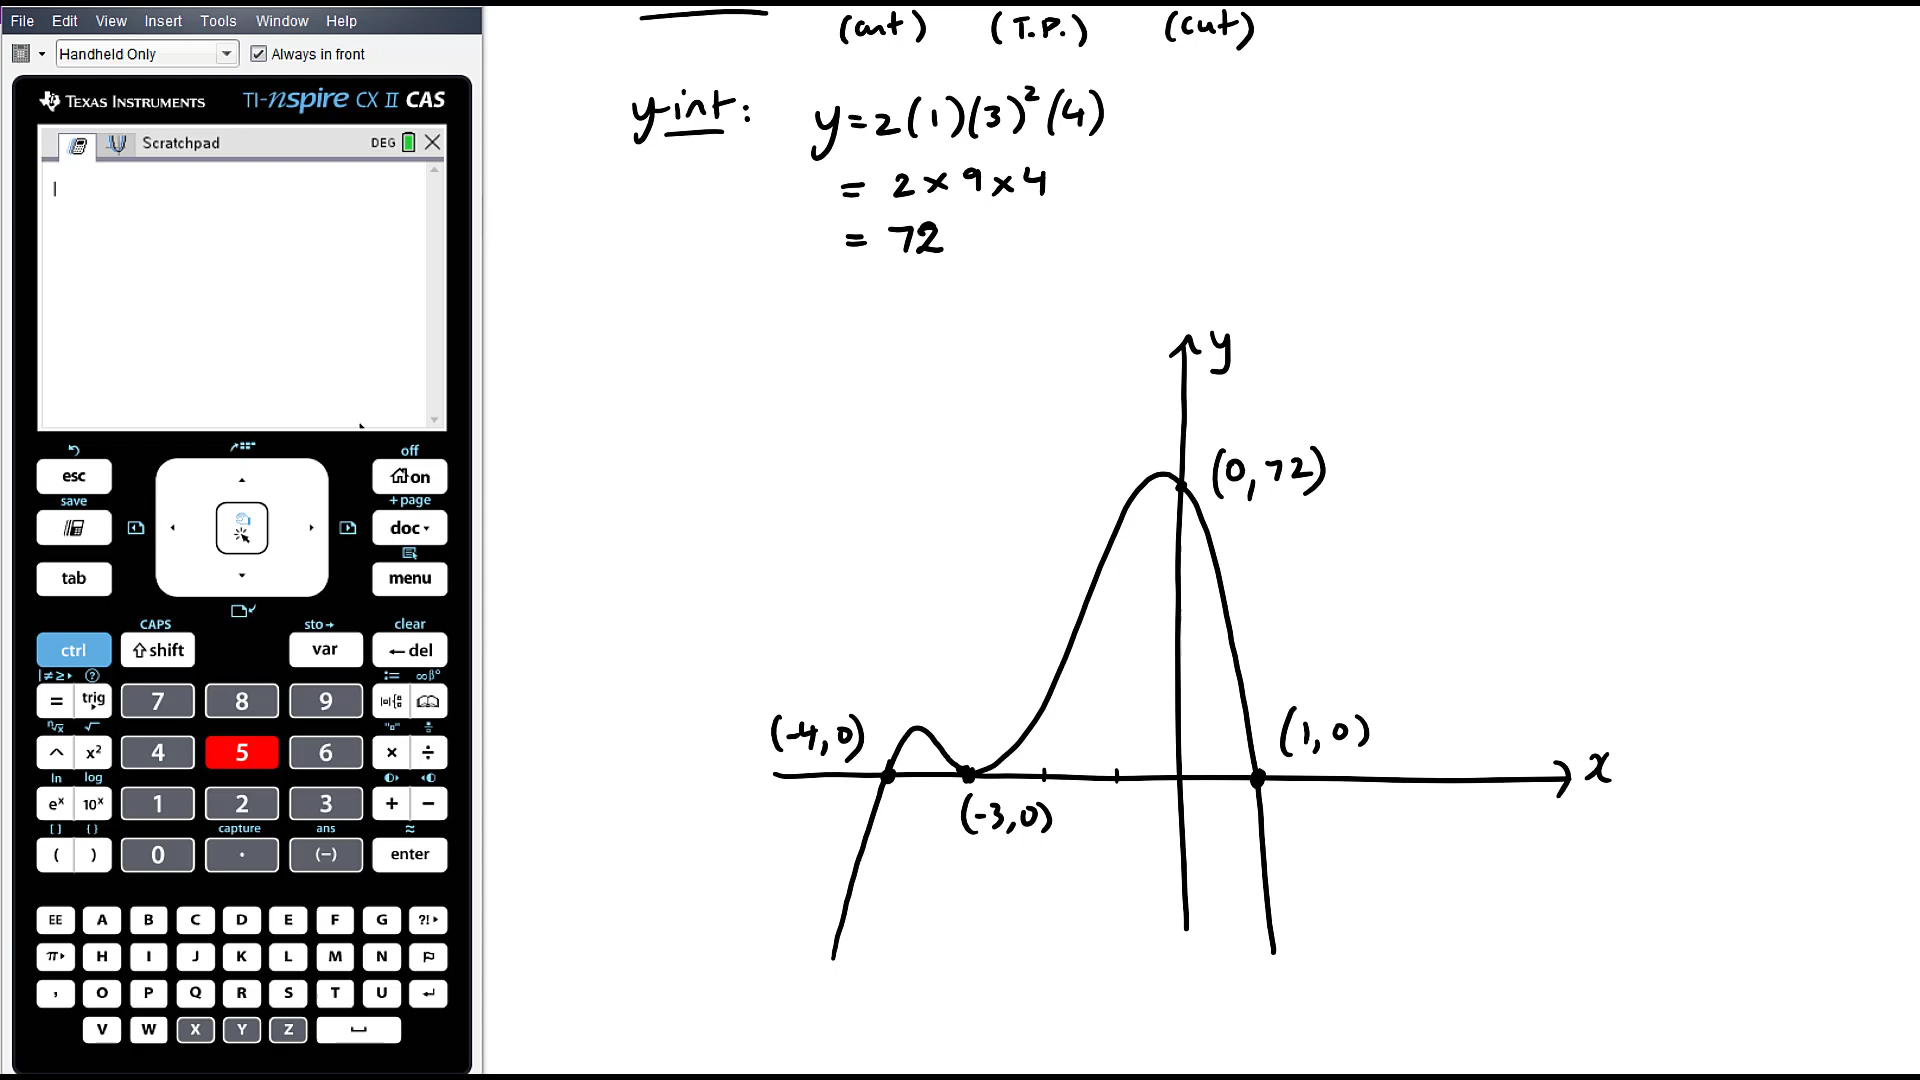 File Edit View Insert Tools Window Help
Handheld Only Always in front
TEXAS INSTRUMENTS TI-nspire CX II CAS
Scratchpad DEG
off
esc on
save + page
doc
tab menu
CAPS sto→ clear
ctrl ⇧shift var ←del
|≠≥▸ := ∞β°
= trig 7 8 9
ⁿ√x √ "▫" ÷
^ x² 4 5 6 × ÷
ln log
eˣ 10ˣ 1 2 3 + −
[ ] { } capture ans ≈
( ) 0 . (−) enter
EE A B C D E F G ?!▸
π▸ H I J K L M N
, O P Q R S T U ↵
V W X Y Z
(cut) (T.P.) (cut)
y-int: y=2(1)(3)²(4)
= 2×9×4
= 72
y
(0,72)
(-4,0) (1,0)
x
(-3,0)